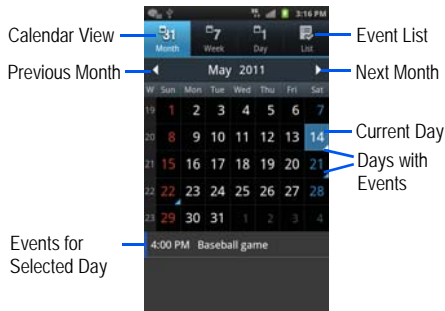 3:16 PM
Calendar View 31 7 1 Event List
Month Week Day List
Previous Month May 2011 Next Month
W Sun Mon Tue Wed Thu Fri Sat
19 1 2 3 4 5 6 7
20 8 9 10 11 12 13 14 Current Day
21 15 16 17 18 19 20 21 Days with
Events
22 22 23 24 25 26 27 28
23 29 30 31 1 2 3 4
Events for
Selected Day
4:00 PM Baseball game